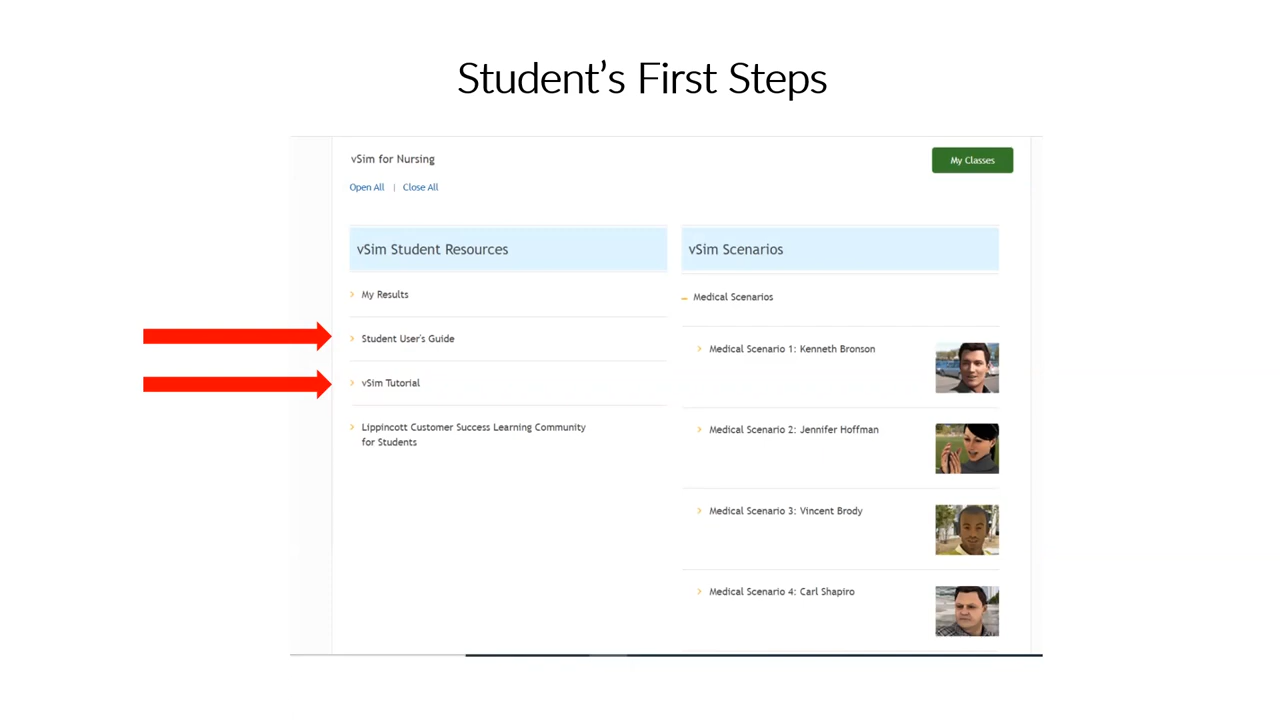 Student's First Steps
vSim for Nursing
My Classes
Open All | Close All
vSim Student Resources
My Results
Student User's Guide
vSim Tutorial
Lippincott Customer Success Learning Community
for Students
vSim Scenarios
Medical Scenarios
Medical Scenario 1: Kenneth Bronson
Medical Scenario 2: Jennifer Hoffman
Medical Scenario 3: Vincent Brody
Medical Scenario 4: Carl Shapiro